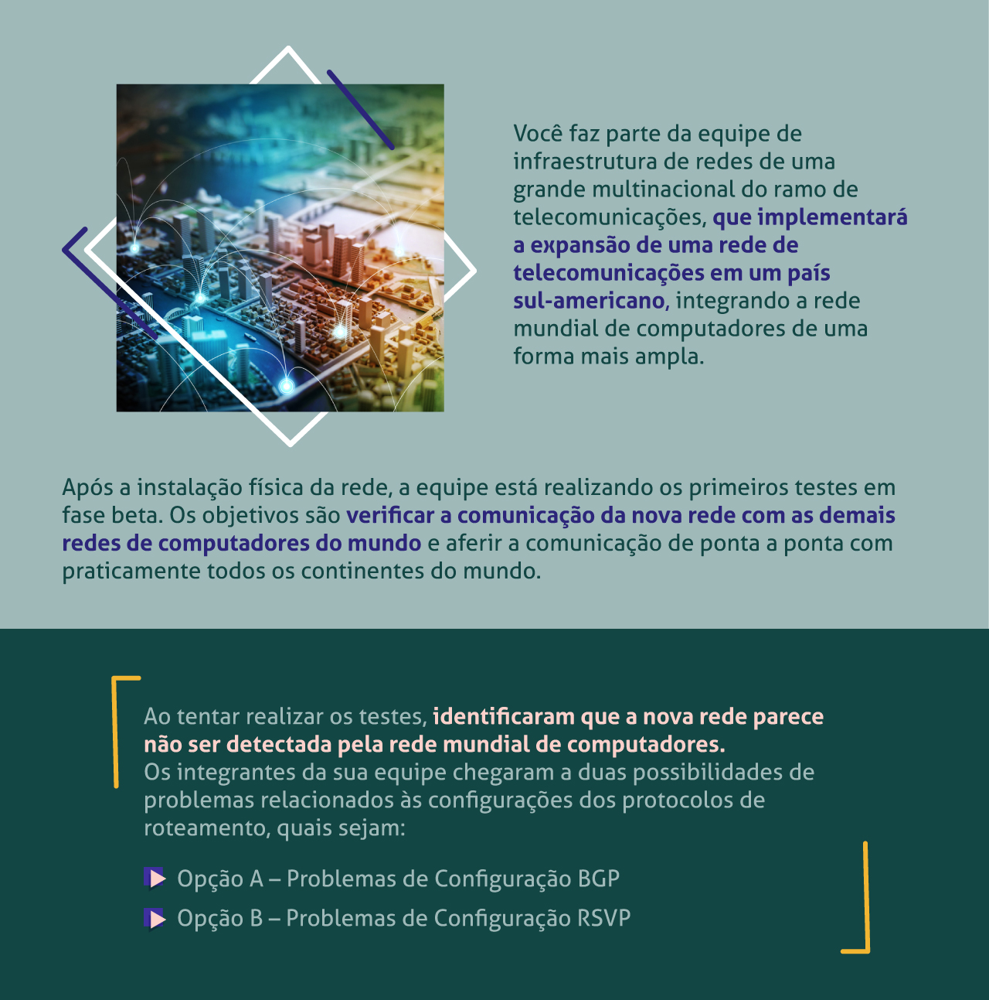 Você faz parte da equipe de
infraestrutura de redes de uma
grande multinacional do ramo de
telecomunicações, que implementará
a expansão de uma rede de
telecomunicações em um país
sul-americano, integrando a rede
mundial de computadores de uma
forma mais ampla.
Após a instalação física da rede, a equipe está realizando os primeiros testes em
fase beta. Os objetivos são verificar a comunicação da nova rede com as demais
redes de computadores do mundo e aferir a comunicação de ponta a ponta com
praticamente todos os continentes do mundo.
Ao tentar realizar os testes, identificaram que a nova rede parece
não ser detectada pela rede mundial de computadores.
Os integrantes da sua equipe chegaram a duas possibilidades de
problemas relacionados às configurações dos protocolos de
roteamento, quais sejam:
Opção A – Problemas de Configuração BGP
Opção B – Problemas de Configuração RSVP